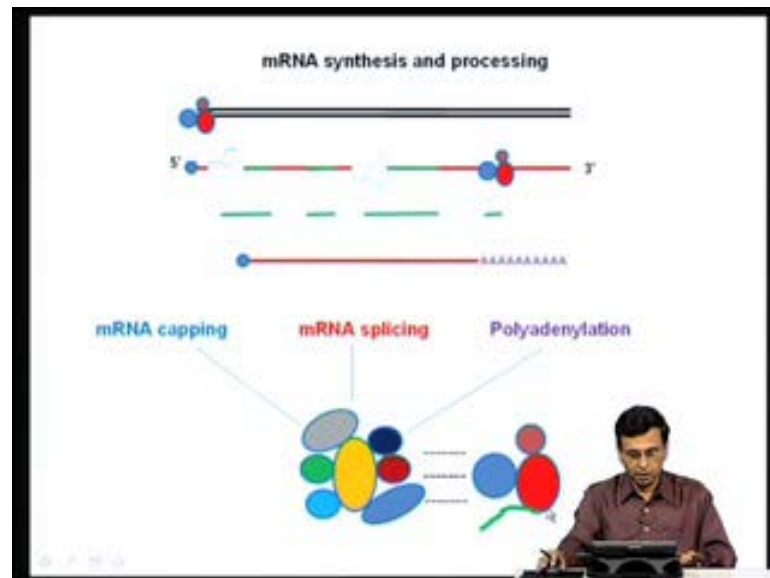 mRNA synthesis and processing
5'
3'
AAAAAAAAAA
mRNA capping mRNA splicing Polyadenylation